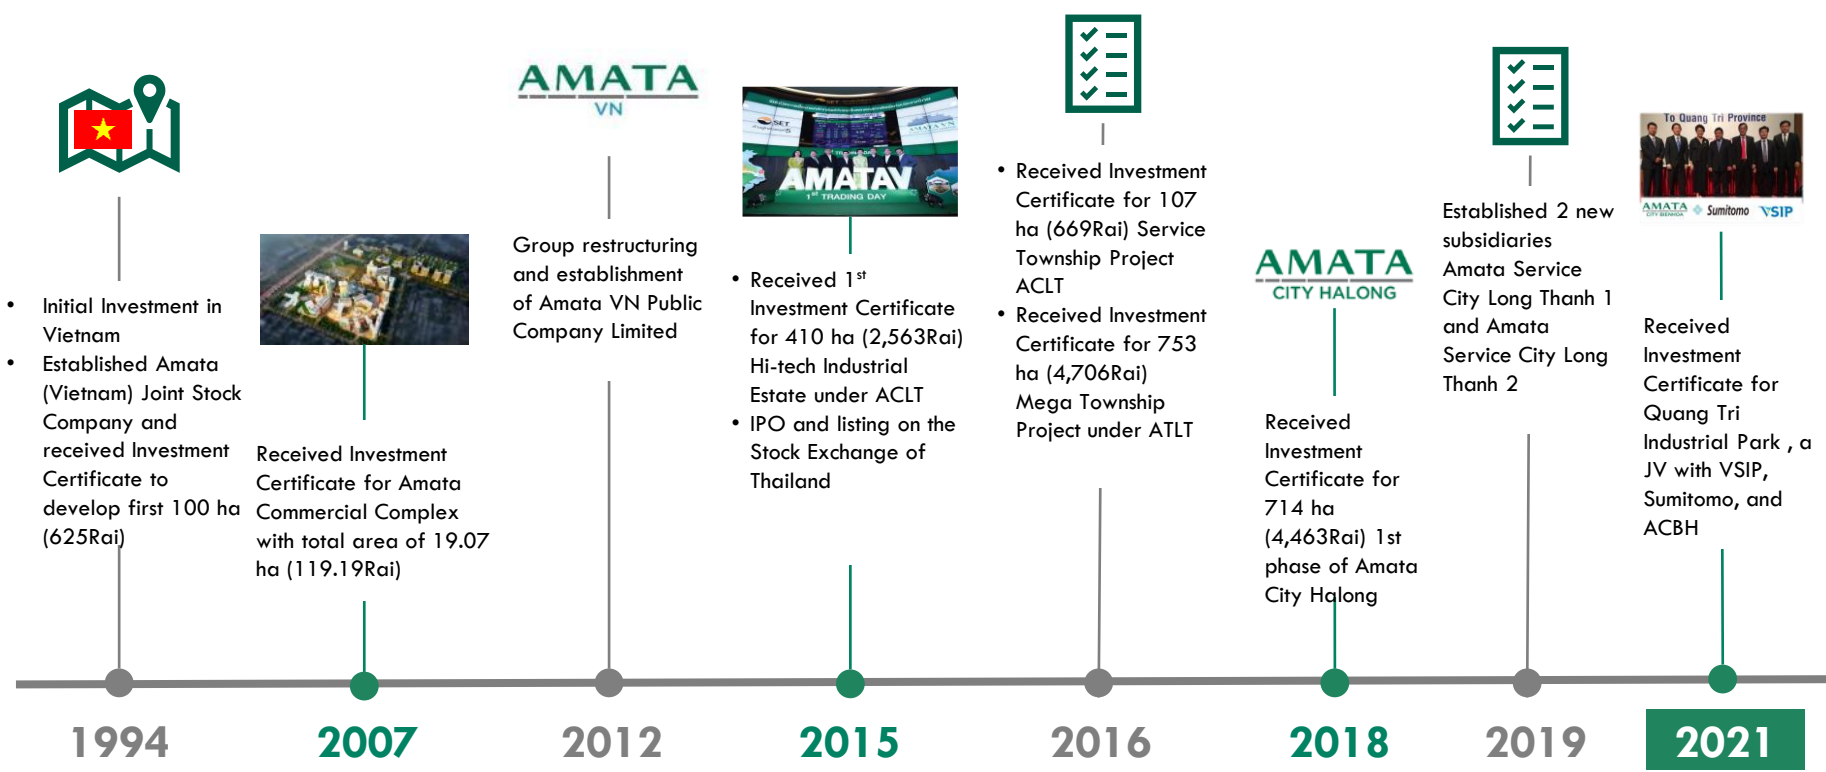 • Initial Investment in
Vietnam
• Established Amata
(Vietnam) Joint Stock
Company and
received Investment
Certificate to
develop first 100 ha
(625Rai)
1994
Received Investment
Certificate for Amata
Commercial Complex
with total area of 19.07
ha (119.19Rai)
2007
AMATA
VN
Group restructuring
and establishment
of Amata VN Public
Company Limited
2012
SET
AMATA VN
AMATAV
1st TRADING DAY
• Received 1st
Investment Certificate
for 410 ha (2,563Rai)
Hi-tech Industrial
Estate under ACLT
• IPO and listing on the
Stock Exchange of
Thailand
2015
• Received Investment
Certificate for 107
ha (669Rai) Service
Township Project
ACLT
• Received Investment
Certificate for 753
ha (4,706Rai)
Mega Township
Project under ATLT
2016
AMATA
CITY HALONG
Received
Investment
Certificate for
714 ha
(4,463Rai) 1st
phase of Amata
City Halong
2018
Established 2 new
subsidiaries
Amata Service
City Long Thanh 1
and Amata
Service City Long
Thanh 2
2019
To Quang Tri Province
AMATA
CITY BIENHOA
Sumitomo
VSIP
Received
Investment
Certificate for
Quang Tri
Industrial Park , a
JV with VSIP,
Sumitomo, and
ACBH
2021